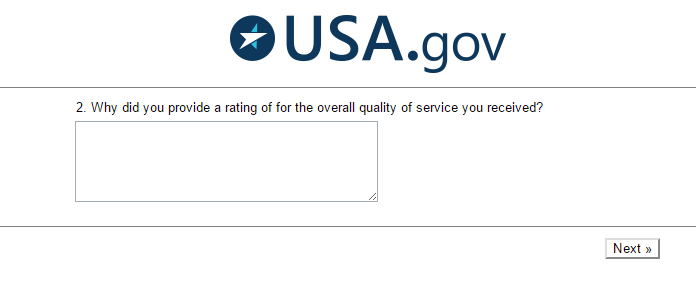 USA.gov
2. Why did you provide a rating of for the overall quality of service you received?
Next »